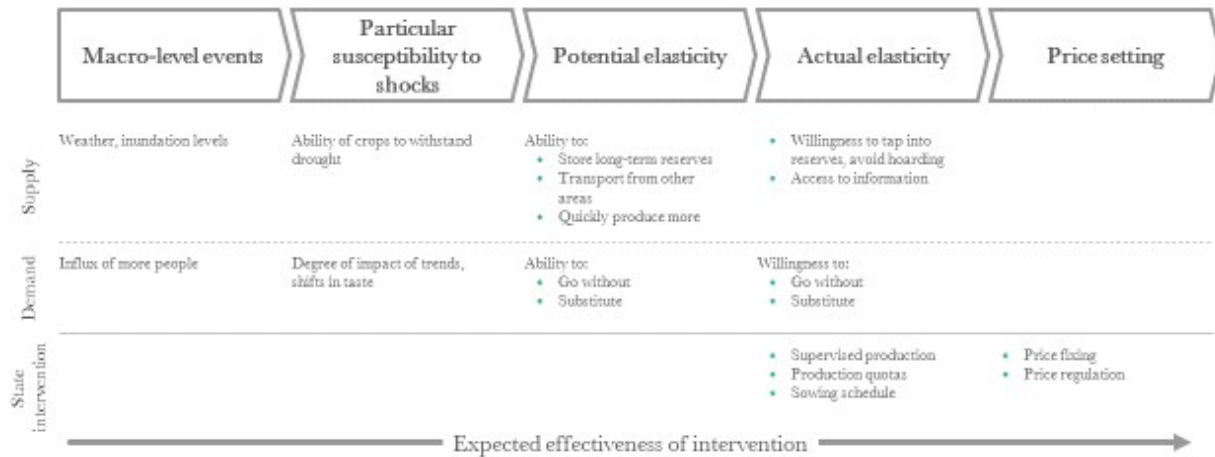 Macro-level events
Particular
susceptibility to
shocks
Potential elasticity
Actual elasticity
Price setting
Supply
Weather, inundation levels
Ability of crops to withstand
drought
Ability to:
• Store long-term reserves
• Transport from other
areas
• Quickly produce more
• Willingness to tap into
reserves, avoid hoarding
• Access to information
Demand
Influx of more people
Degree of impact of trends,
shifts in taste
Ability to:
• Go without
• Substitute
Willingness to:
• Go without
• Substitute
State
intervention
• Supervised production
• Production quotas
• Sowing schedule
• Price fixing
• Price regulation
Expected effectiveness of intervention